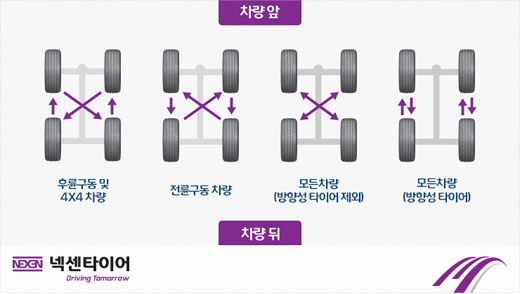 차량 앞
후륜구동 및
4X4 차량
전륜구동 차량
모든차량
(방향성 타이어 제외)
모든차량
(방향성 타이어)
차량 뒤
NEXEN 넥센타이어
Driving Tomorrow